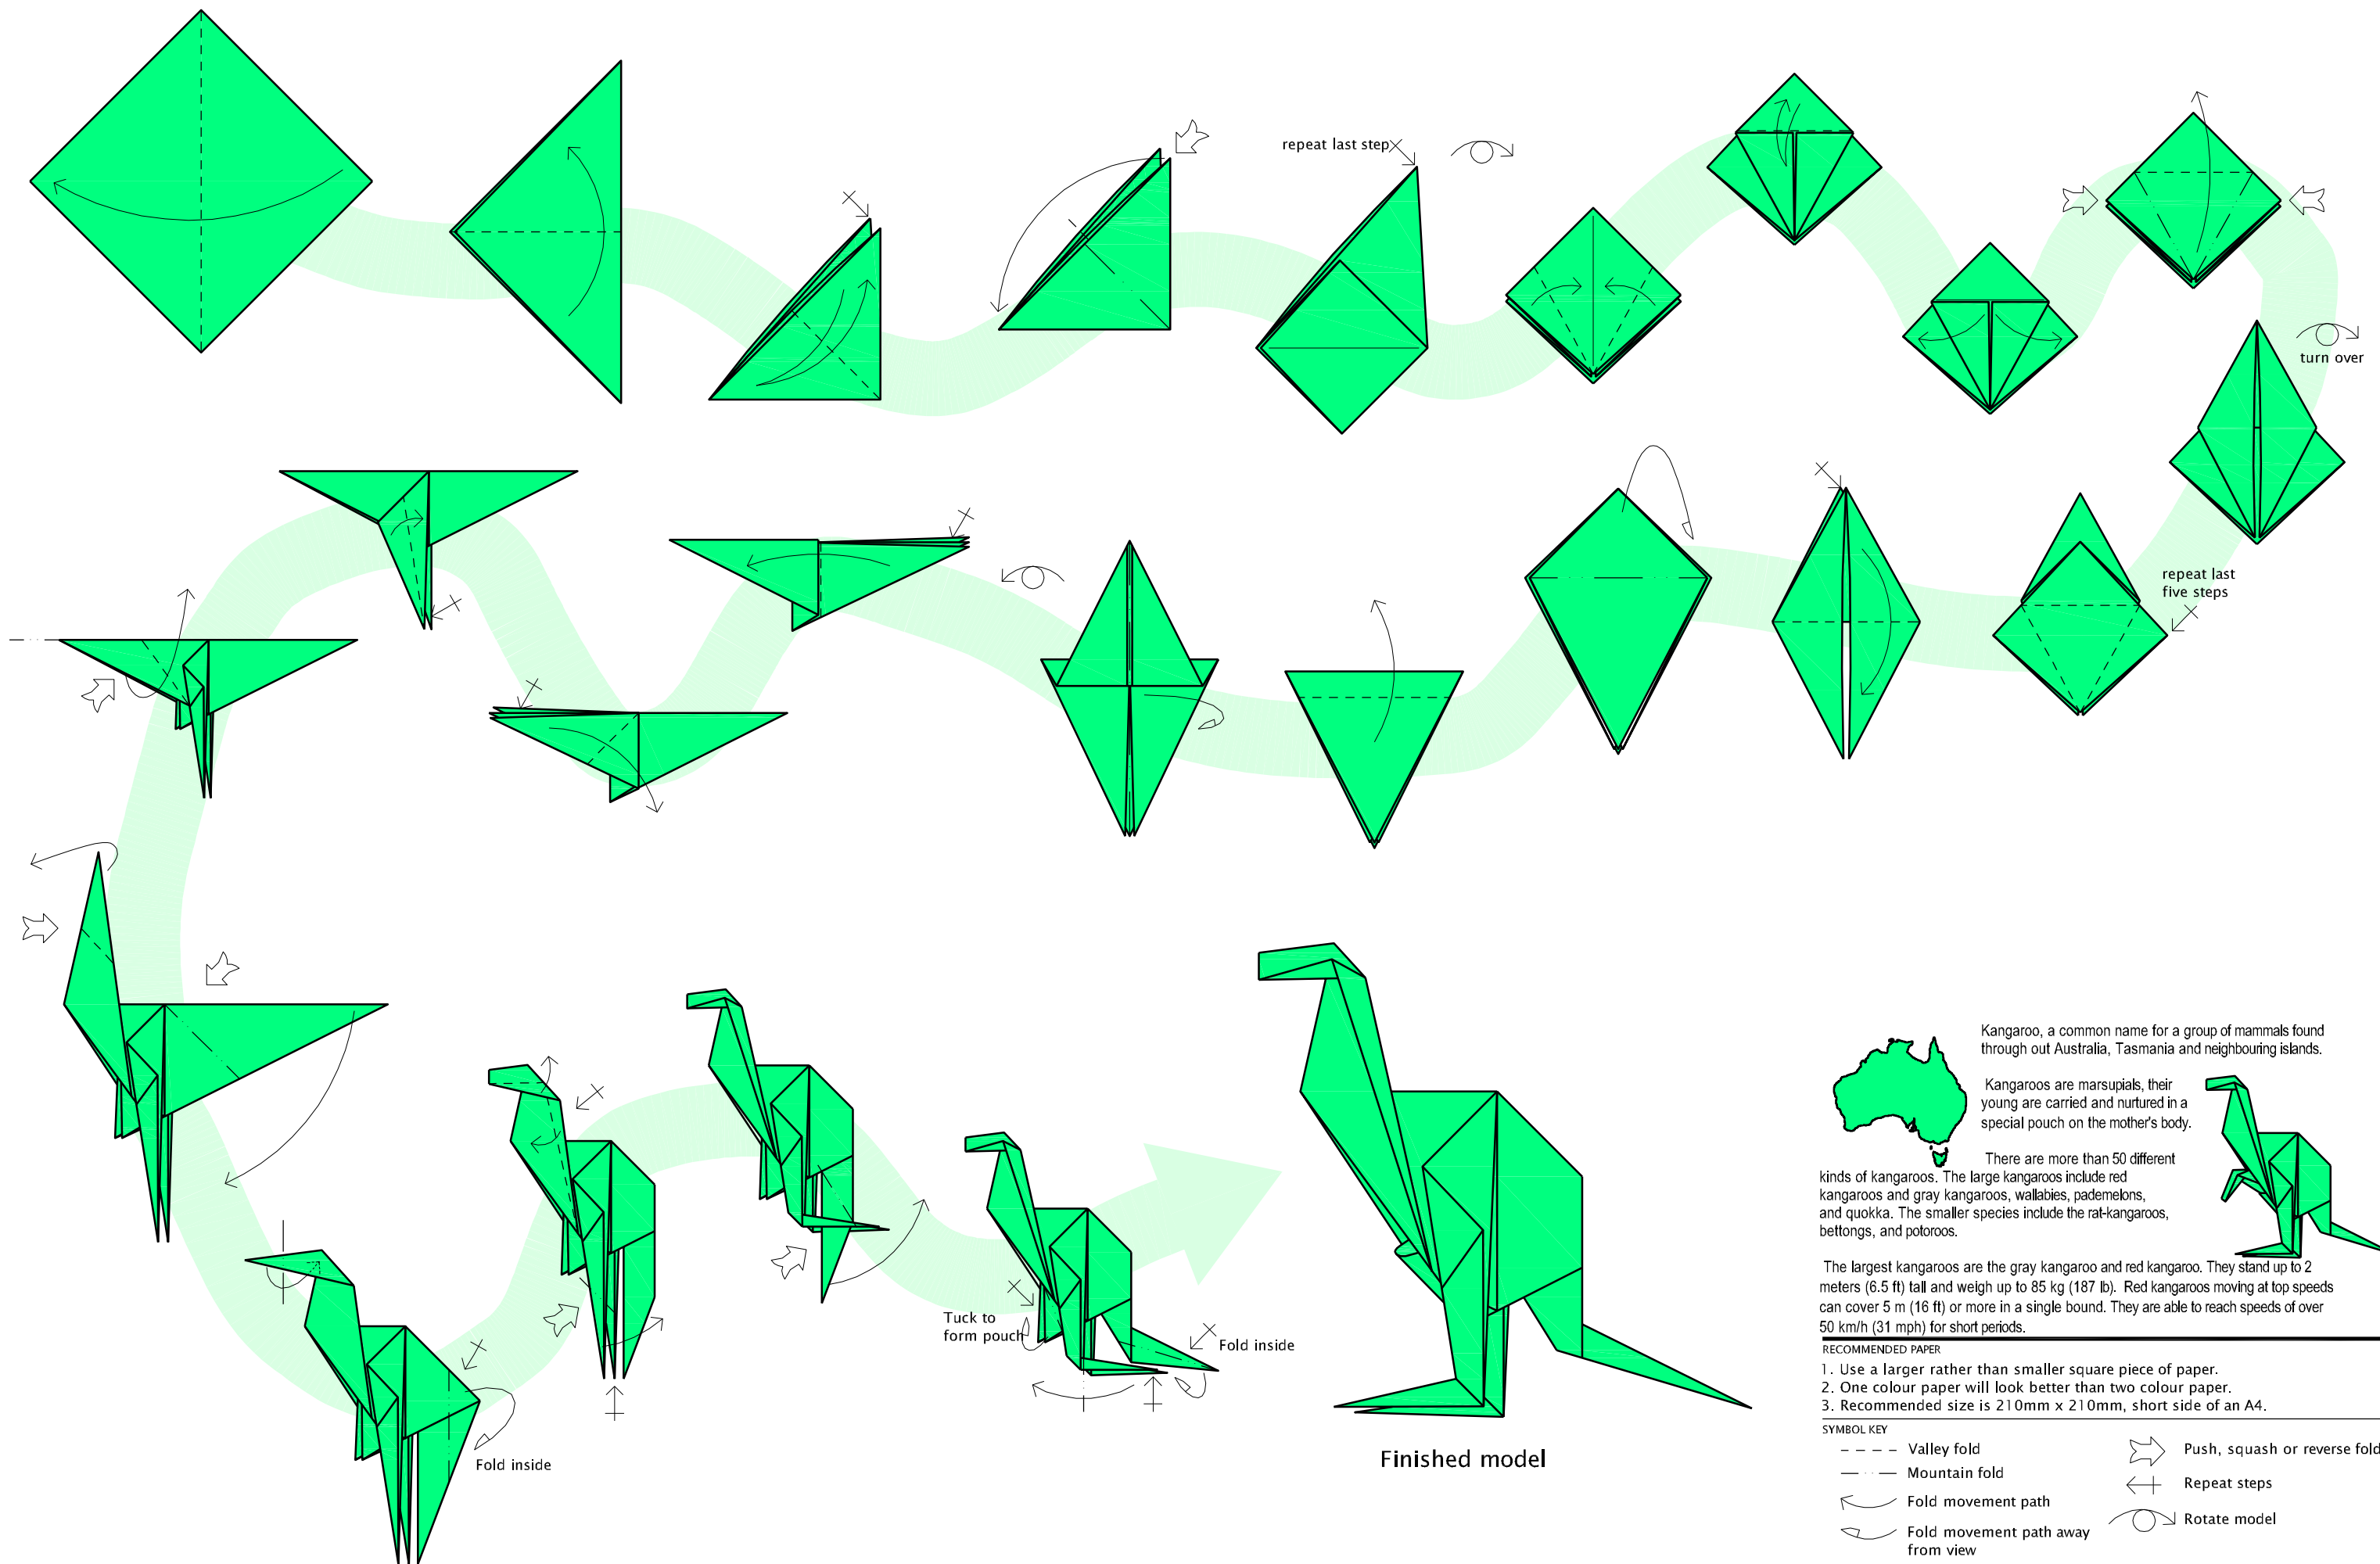 repeat last step
turn over
repeat last
five steps
Tuck to
form pouch
Fold inside
Fold inside
Finished model
Kangaroo, a common name for a group of mammals found
through out Australia, Tasmania and neighbouring islands.
Kangaroos are marsupials, their
young are carried and nurtured in a
special pouch on the mother's body.
There are more than 50 different
kinds of kangaroos. The large kangaroos include red
kangaroos and gray kangaroos, wallabies, pademelons,
and quokka. The smaller species include the rat-kangaroos,
bettongs, and potoroos.
The largest kangaroos are the gray kangaroo and red kangaroo. They stand up to 2
meters (6.5 ft) tall and weigh up to 85 kg (187 lb). Red kangaroos moving at top speeds
can cover 5 m (16 ft) or more in a single bound. They are able to reach speeds of over
50 km/h (31 mph) for short periods.
RECOMMENDED PAPER
1. Use a larger rather than smaller square piece of paper.
2. One colour paper will look better than two colour paper.
3. Recommended size is 210mm x 210mm, short side of an A4.
SYMBOL KEY
Valley fold
Mountain fold
Fold movement path
Fold movement path away
from view
Push, squash or reverse fold
Repeat steps
Rotate model